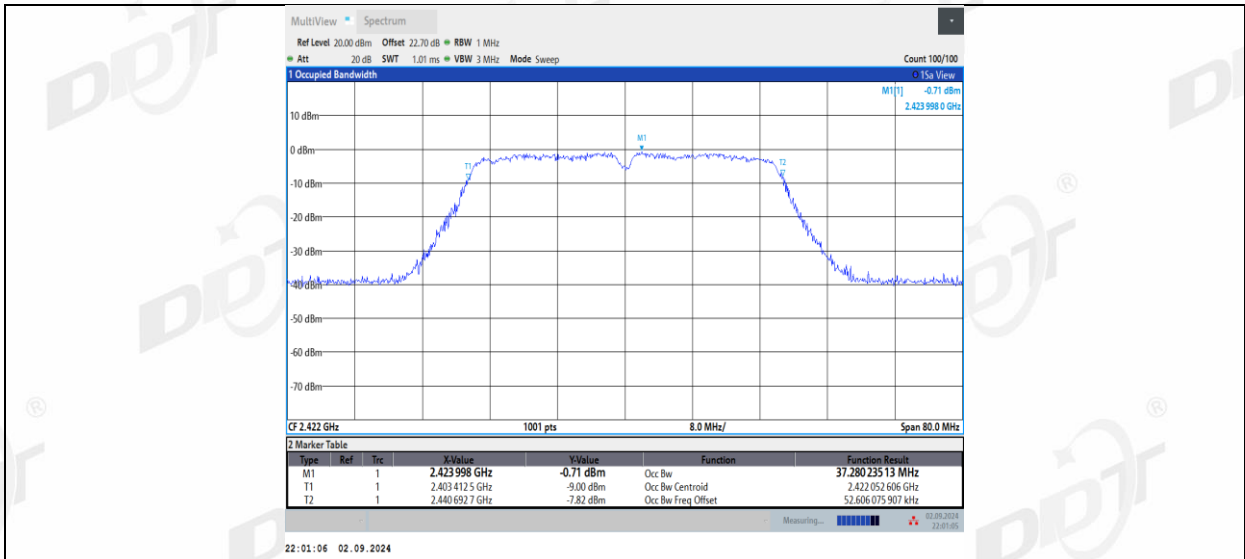 MultiView Spectrum
Ref Level 20.00 dBm Offset 22.70 dB RBW 1 MHz
Att 20 dB SWT 1.01 ms VBW 3 MHz Mode Sweep Count 100/100
1 Occupied Bandwidth 1Sa View
M1[1] -0.71 dBm
2.423 998 0 GHz
10 dBm
M1
0 dBm
T1 T2
-10 dBm
-20 dBm
-30 dBm
-40 dBm
-50 dBm
-60 dBm
-70 dBm
CF 2.422 GHz 1001 pts 8.0 MHz/ Span 80.0 MHz
2 Marker Table
Type Ref Trc X-Value Y-Value Function Function Result
M1 1 2.423 998 GHz -0.71 dBm Occ Bw 37.280 235 13 MHz
T1 1 2.403 412 5 GHz -9.00 dBm Occ Bw Centroid 2.422 052 606 GHz
T2 1 2.440 692 7 GHz -7.82 dBm Occ Bw Freq Offset 52.606 075 907 kHz
Measuring... 02.09.2024
22:01:05
22:01:06 02.09.2024
DDT
®